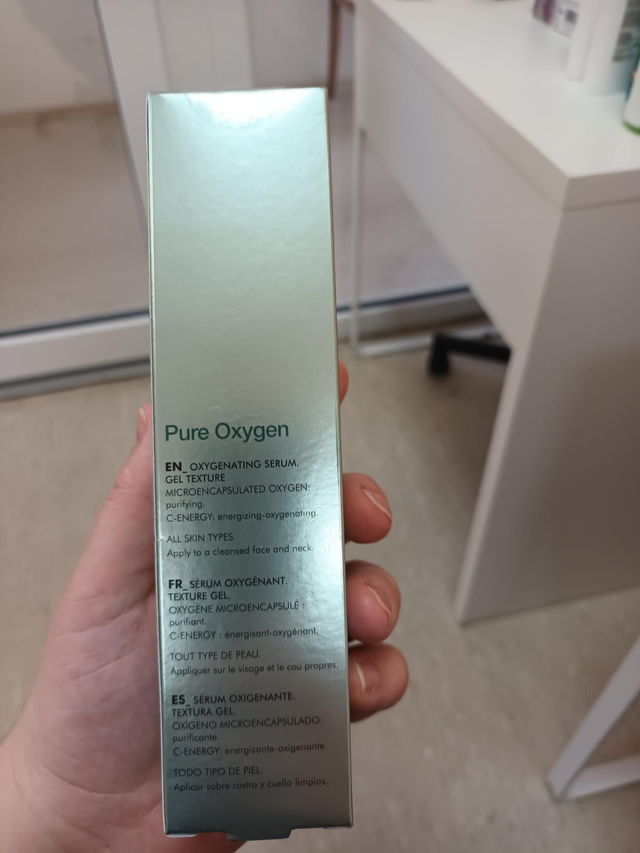 Pure Oxygen
EN_ OXYGENATING SERUM.
GEL TEXTURE
MICROENCAPSULATED OXYGEN:
purifying.
C-ENERGY: energizing-oxygenating.
ALL SKIN TYPES.
Apply to a cleansed face and neck.
FR_ SÉRUM OXYGÉNANT.
TEXTURE GEL.
OXYGÈNE MICROENCAPSULÉ :
purifiant.
C-ENERGY : énergisant-oxygénant.
TOUT TYPE DE PEAU.
Appliquer sur le visage et le cou propres.
ES_ SÉRUM OXIGENANTE.
TEXTURA GEL.
OXÍGENO MICROENCAPSULADO:
purificante.
C-ENERGY: energizante-oxigenante.
TODO TIPO DE PIEL.
Aplicar sobre rostro y cuello limpios.